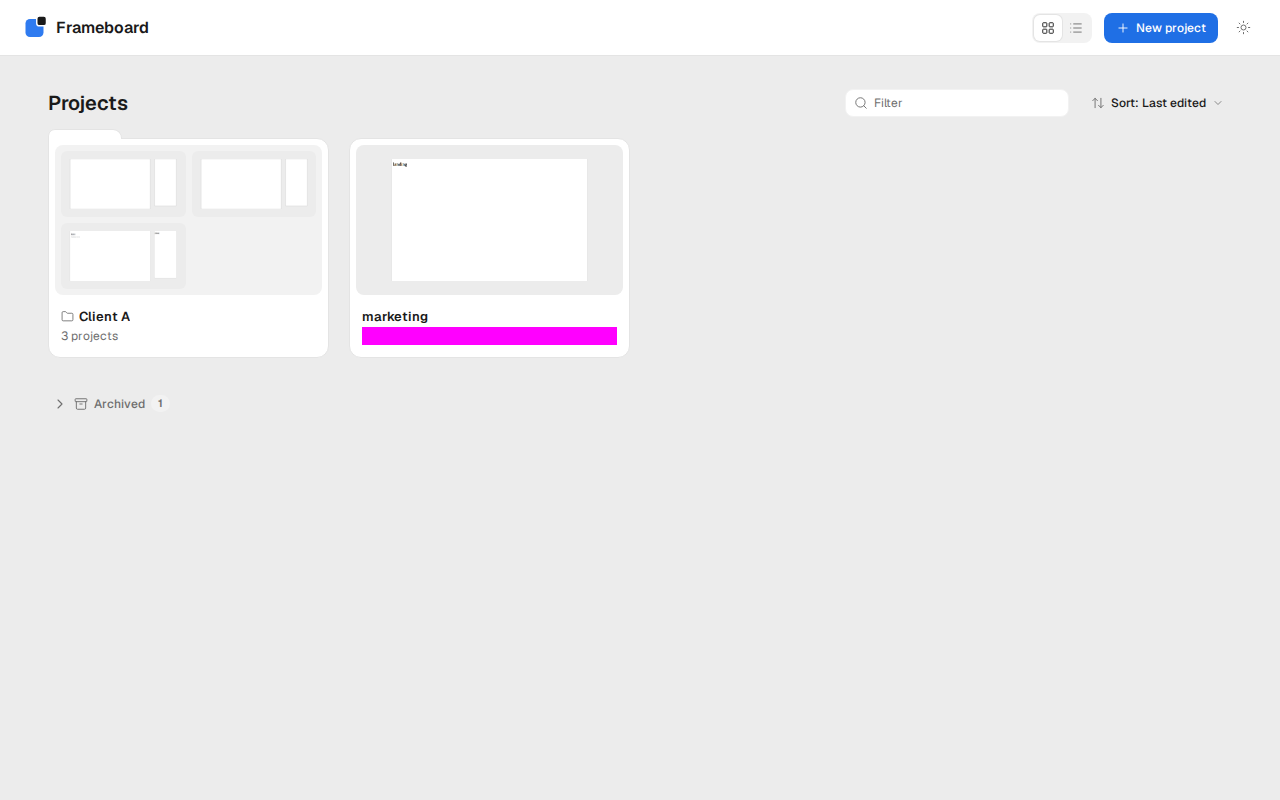 Frameboard
New project
Projects
Filter
Sort: Last edited
landing
Client A
3 projects
marketing
Archived 1